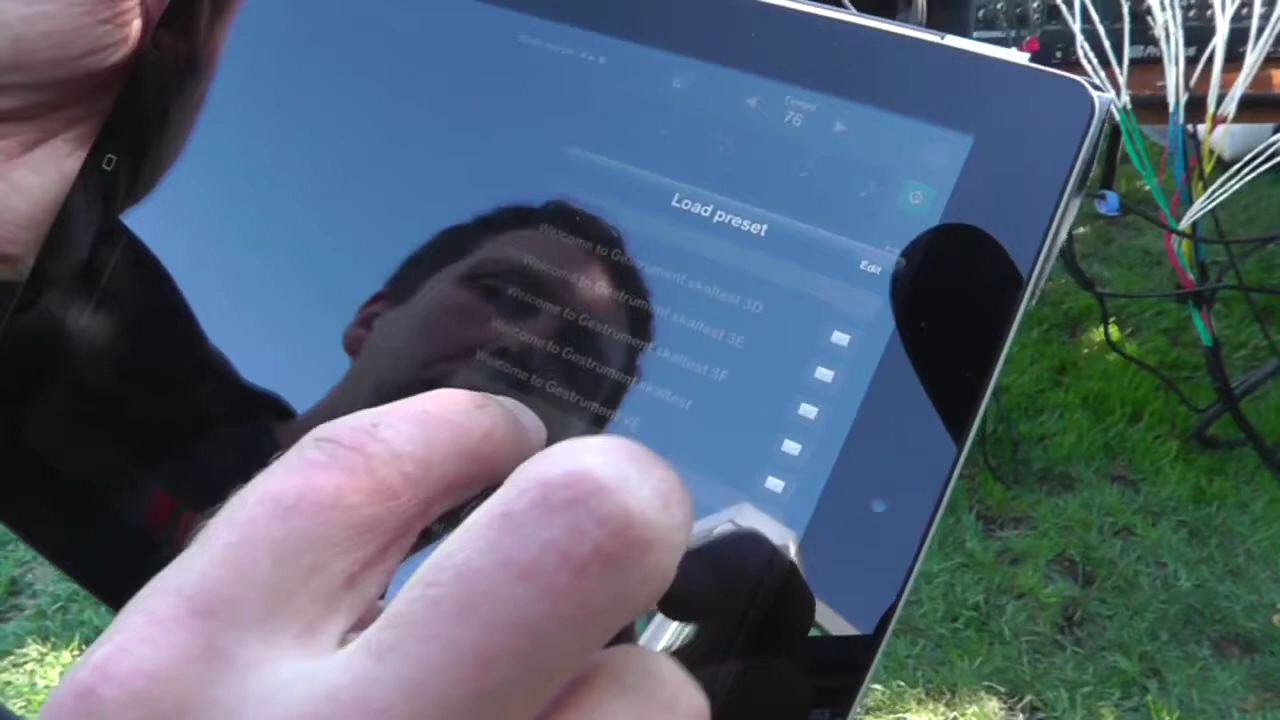 Tempo
76
Load preset
Edit
Welcome to Gestrument skaltest 3D
Welcome to Gestrument skaltest 3E
Welcome to Gestrument skaltest 3F
Welcome to Gestrument skaltest
Welcome to Gestrument vE